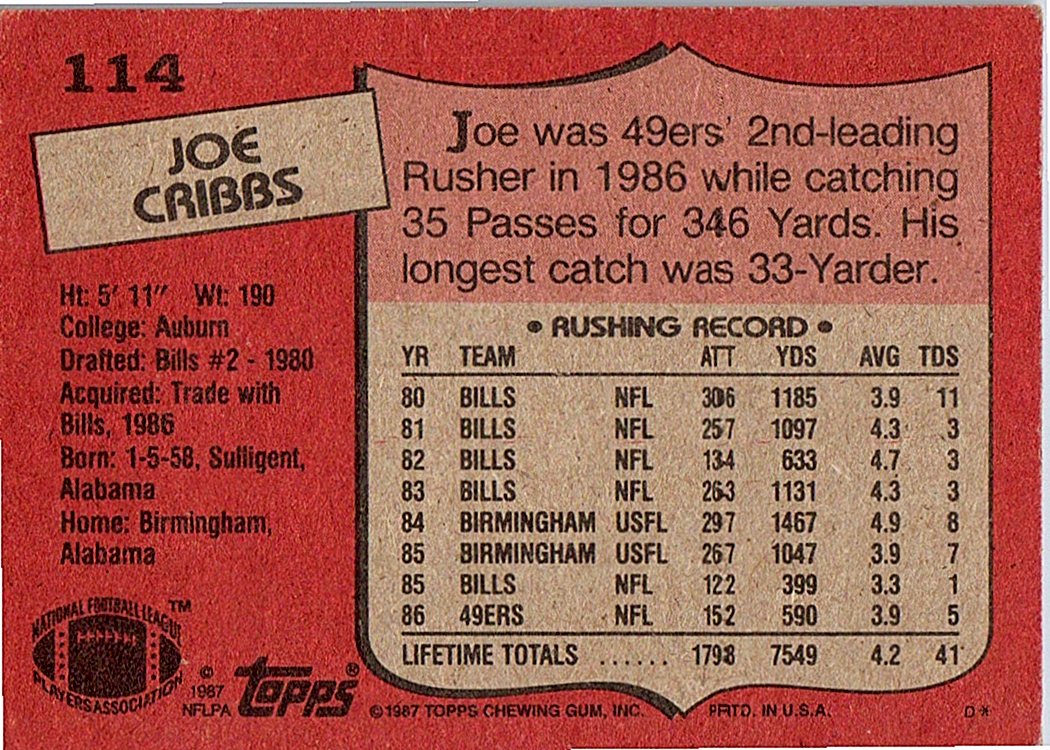 114
JOE
CRIBBS
Ht: 5' 11" Wt: 190
College: Auburn
Drafted: Bills #2 - 1980
Acquired: Trade with
Bills, 1986
Born: 1-5-58, Sulligent,
Alabama
Home: Birmingham,
Alabama
Joe was 49ers' 2nd-leading
Rusher in 1986 while catching
35 Passes for 346 Yards. His
longest catch was 33-Yarder.
• RUSHING RECORD •
YR TEAM ATT YDS AVG TDS
80 BILLS NFL 306 1185 3.9 11
81 BILLS NFL 257 1097 4.3 3
82 BILLS NFL 134 633 4.7 3
83 BILLS NFL 263 1131 4.3 3
84 BIRMINGHAM USFL 297 1467 4.9 8
85 BIRMINGHAM USFL 267 1047 3.9 7
85 BILLS NFL 122 399 3.3 1
86 49ERS NFL 152 590 3.9 5
LIFETIME TOTALS ...... 1798 7549 4.2 41
NATIONAL FOOTBALL LEAGUE ™
PLAYERS ASSOCIATION
©
1987
NFLPA
Topps®
©1987 TOPPS CHEWING GUM, INC. PRTD. IN U.S.A. D*